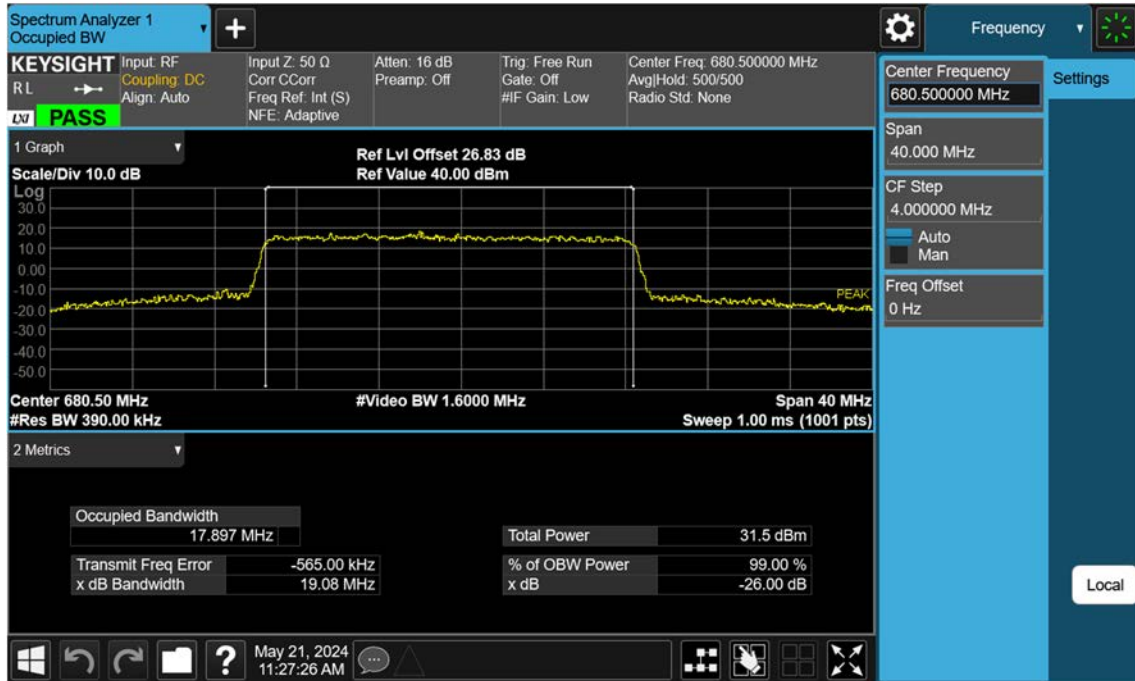 Spectrum Analyzer 1
Occupied BW
Frequency
KEYSIGHT
R L
LXI PASS
Input: RF
Coupling: DC
Align: Auto
Input Z: 50 Ω
Corr CCorr
Freq Ref: Int (S)
NFE: Adaptive
Atten: 16 dB
Preamp: Off
Trig: Free Run
Gate: Off
#IF Gain: Low
Center Freq: 680.500000 MHz
Avg|Hold: 500/500
Radio Std: None
Center Frequency
680.500000 MHz
Settings
Span
40.000 MHz
CF Step
4.000000 MHz
Auto
Man
Freq Offset
0 Hz
Local
1 Graph
Scale/Div 10.0 dB
Ref Lvl Offset 26.83 dB
Ref Value 40.00 dBm
Log
30.0
20.0
10.0
0.00
-10.0
-20.0
-30.0
-40.0
-50.0
PEAK
Center 680.50 MHz
#Video BW 1.6000 MHz
Span 40 MHz
#Res BW 390.00 kHz
Sweep 1.00 ms (1001 pts)
2 Metrics
Occupied Bandwidth
17.897 MHz
Total Power 31.5 dBm
Transmit Freq Error -565.00 kHz
% of OBW Power 99.00 %
x dB Bandwidth 19.08 MHz
x dB -26.00 dB
?
May 21, 2024
11:27:26 AM